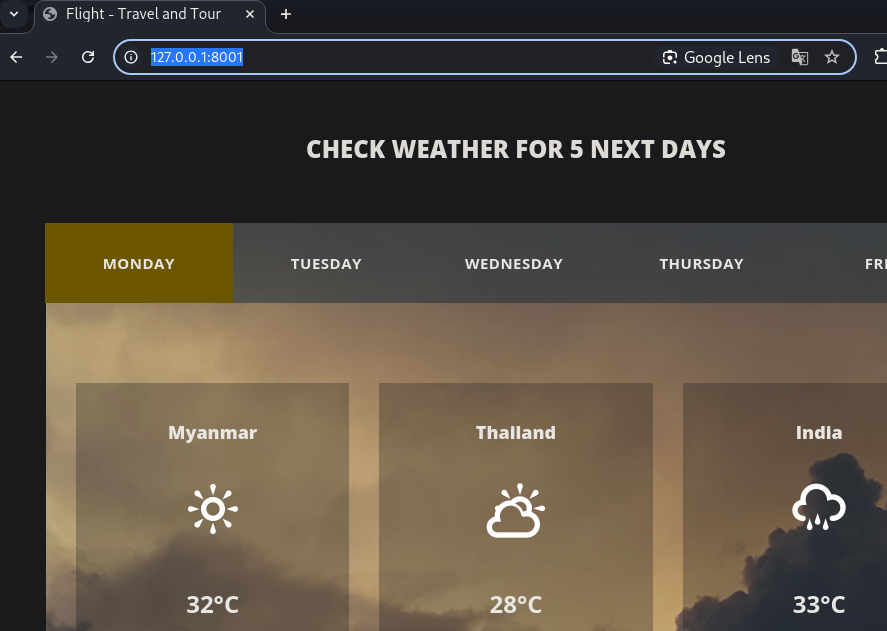 Flight - Travel and Tour
127.0.0.1:8001
Google Lens
CHECK WEATHER FOR 5 NEXT DAYS
MONDAY TUESDAY WEDNESDAY THURSDAY
Myanmar Thailand India
32°C 28°C 33°C